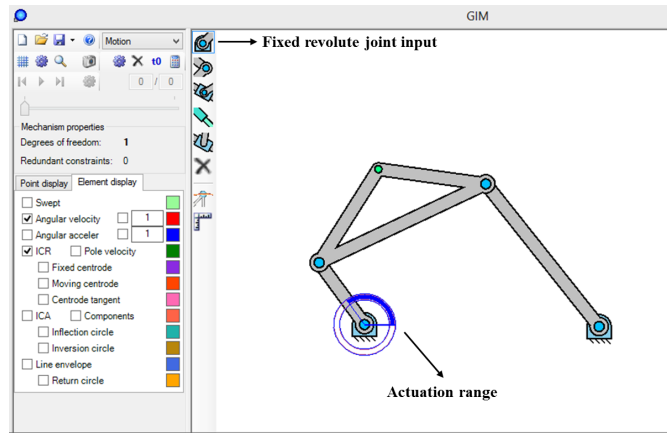 GIM
Motion
t0
0 / 0
Fixed revolute joint input
Mechanism properties
Degrees of freedom: 1
Redundant constraints: 0
Point display Element display
Swept
Angular velocity 1
Angular acceler 1
ICR Pole velocity
Fixed centrode
Moving centrode
Centrode tangent
ICA Components
Inflection circle
Inversion circle
Line envelope
Return circle
Actuation range